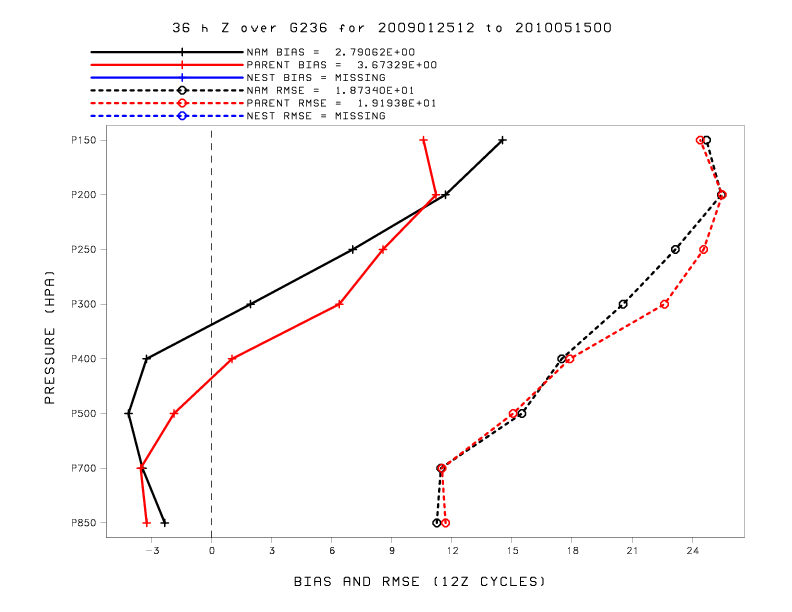 36 h Z over G236 for 2009012512 to 2010051500
NAM BIAS = 2.79062E+00
PARENT BIAS = 3.67329E+00
NEST BIAS = MISSING
NAM RMSE = 1.87340E+01
PARENT RMSE = 1.91938E+01
NEST RMSE = MISSING
P150
P200
P250
P300
P400
P500
P700
P850
PRESSURE (HPA)
-3 0 3 6 9 12 15 18 21 24
BIAS AND RMSE (12Z CYCLES)